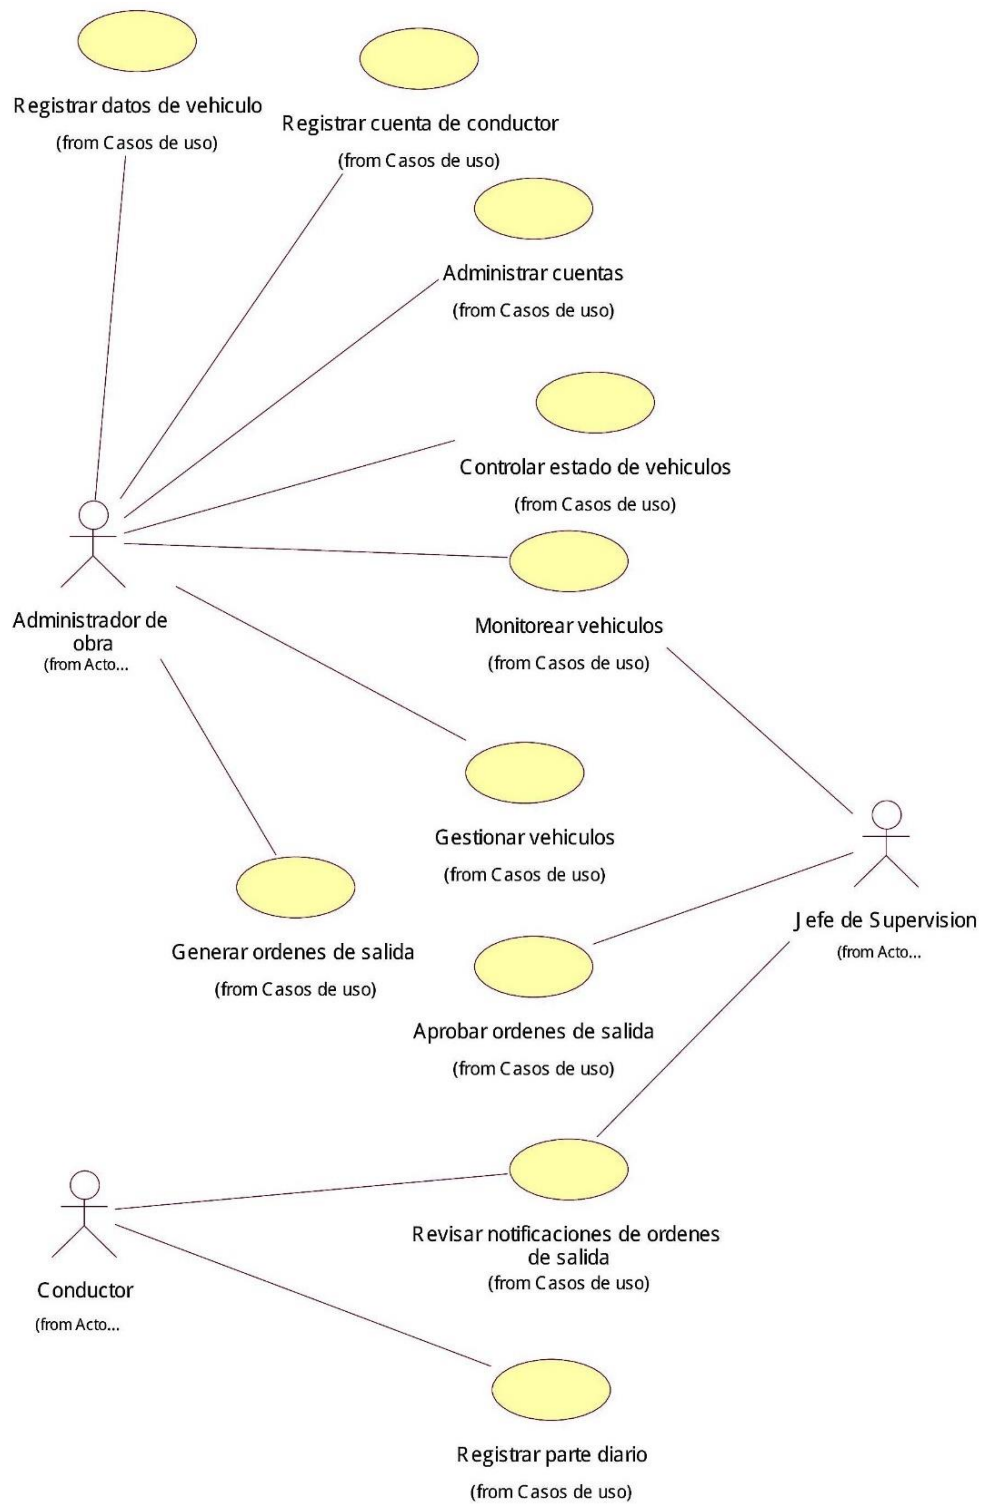 Registrar datos de vehiculo
(from Casos de uso)
Registrar cuenta de conductor
(from Casos de uso)
Administrar cuentas
(from Casos de uso)
Controlar estado de vehiculos
(from Casos de uso)
Administrador de
obra
(from Acto...
Monitorear vehiculos
(from Casos de uso)
Gestionar vehiculos
(from Casos de uso)
Jefe de Supervision
(from Acto...
Generar ordenes de salida
(from Casos de uso)
Aprobar ordenes de salida
(from Casos de uso)
Revisar notificaciones de ordenes
de salida
(from Casos de uso)
Conductor
(from Acto...
Registrar parte diario
(from Casos de uso)